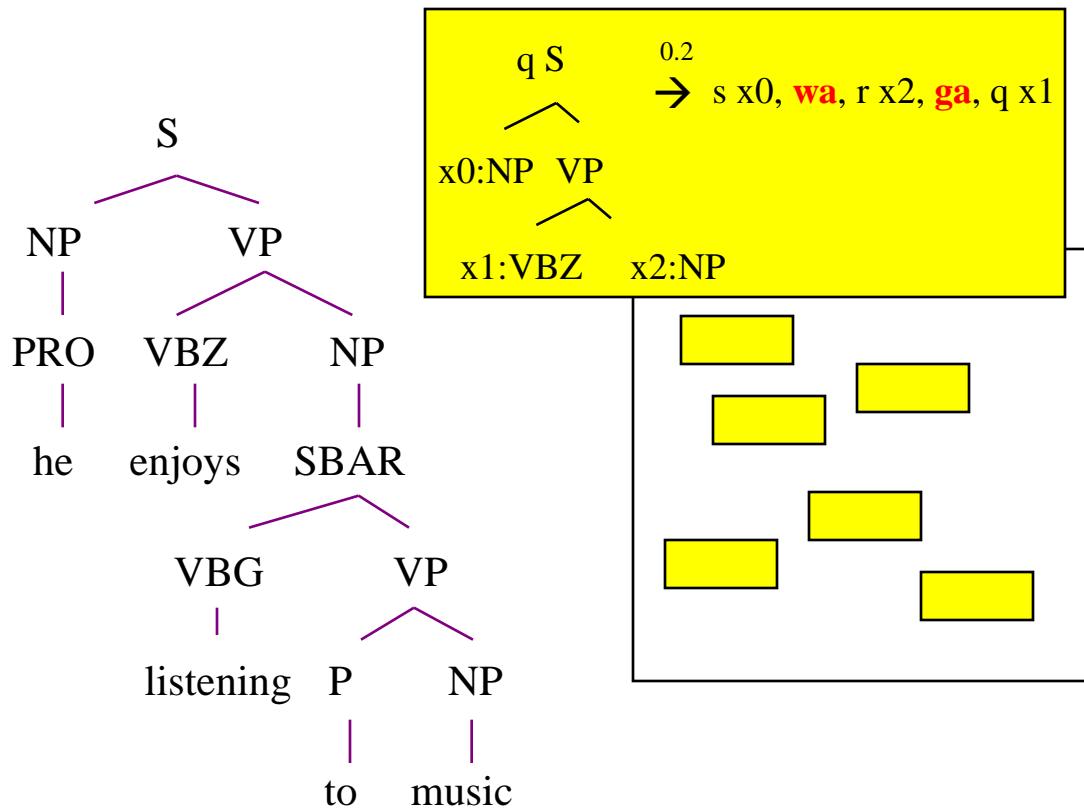 0.2
q S → s x0, wa, r x2, ga, q x1
x0:NP VP
x1:VBZ x2:NP
S
NP VP
PRO VBZ NP
he enjoys SBAR
VBG VP
listening P NP
to music